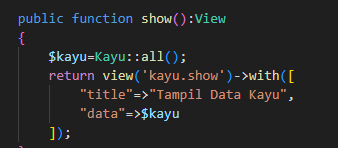 public function show():View
{
$kayu=Kayu::all();
return view('kayu.show')->with([
"title"=>"Tampil Data Kayu",
"data"=>$kayu
]);